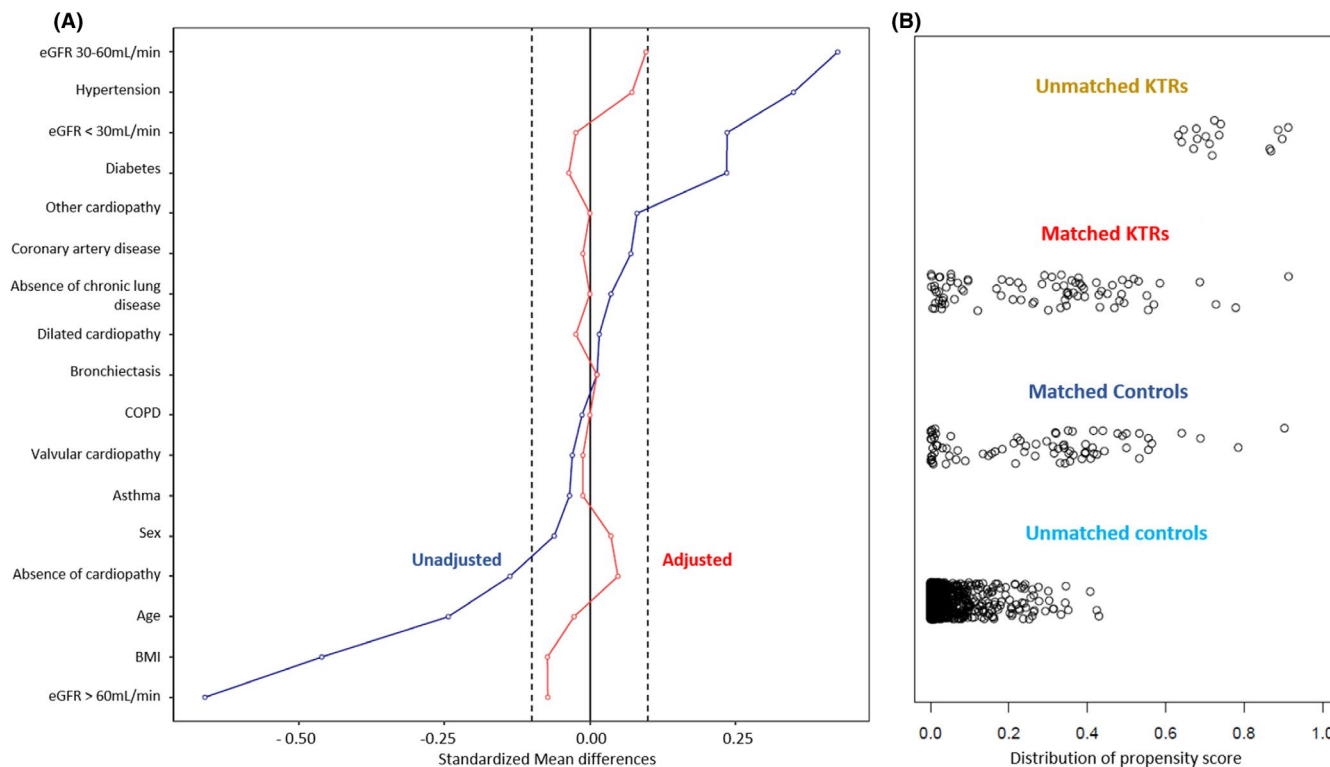 (A)
eGFR 30-60mL/min
Hypertension
eGFR < 30mL/min
Diabetes
Other cardiopathy
Coronary artery disease
Absence of chronic lung
disease
Dilated cardiopathy
Bronchiectasis
COPD
Valvular cardiopathy
Asthma
Sex
Absence of cardiopathy
Age
BMI
eGFR > 60mL/min
Unadjusted
Adjusted
- 0.50
-0.25
0.00
0.25
Standardized Mean differences
(B)
Unmatched KTRs
Matched KTRs
Matched Controls
Unmatched controls
0.0
0.2
0.4
0.6
0.8
1.0
Distribution of propensity score